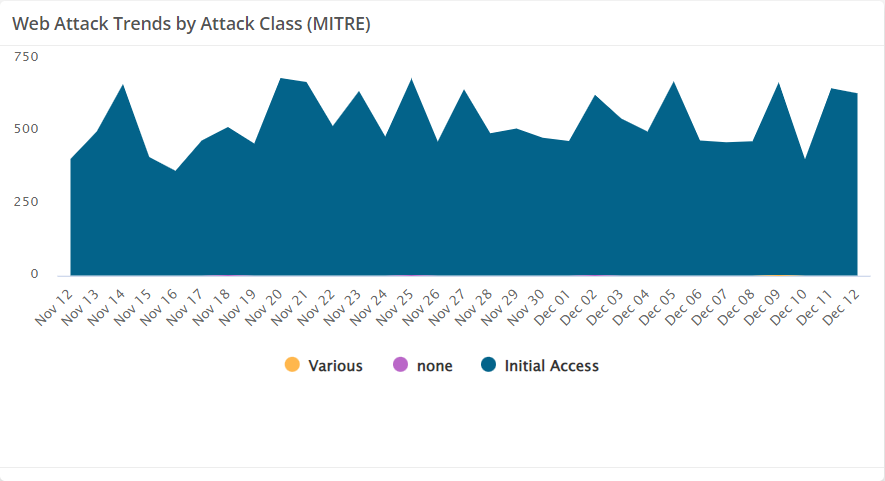 Web Attack Trends by Attack Class (MITRE)
750
500
250
0
Nov 12
Nov 13
Nov 14
Nov 15
Nov 16
Nov 17
Nov 18
Nov 19
Nov 20
Nov 21
Nov 22
Nov 23
Nov 24
Nov 25
Nov 26
Nov 27
Nov 28
Nov 29
Nov 30
Dec 01
Dec 02
Dec 03
Dec 04
Dec 05
Dec 06
Dec 07
Dec 08
Dec 09
Dec 10
Dec 11
Dec 12
Various none Initial Access